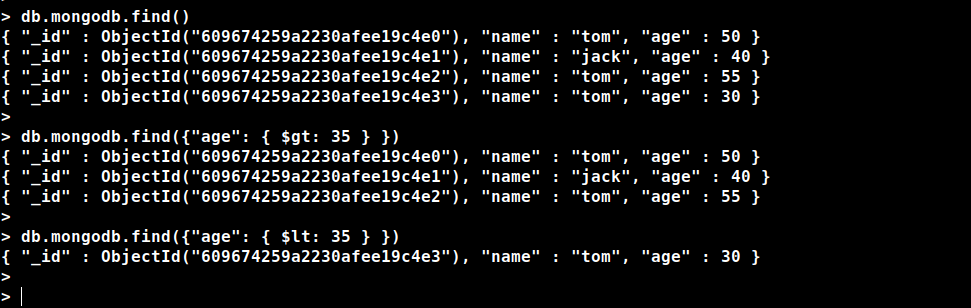 > db.mongodb.find()
{ "_id" : ObjectId("609674259a2230afee19c4e0"), "name" : "tom", "age" : 50 }
{ "_id" : ObjectId("609674259a2230afee19c4e1"), "name" : "jack", "age" : 40 }
{ "_id" : ObjectId("609674259a2230afee19c4e2"), "name" : "tom", "age" : 55 }
{ "_id" : ObjectId("609674259a2230afee19c4e3"), "name" : "tom", "age" : 30 }
>
> db.mongodb.find({"age": { $gt: 35 } })
{ "_id" : ObjectId("609674259a2230afee19c4e0"), "name" : "tom", "age" : 50 }
{ "_id" : ObjectId("609674259a2230afee19c4e1"), "name" : "jack", "age" : 40 }
{ "_id" : ObjectId("609674259a2230afee19c4e2"), "name" : "tom", "age" : 55 }
>
> db.mongodb.find({"age": { $lt: 35 } })
{ "_id" : ObjectId("609674259a2230afee19c4e3"), "name" : "tom", "age" : 30 }
>
>